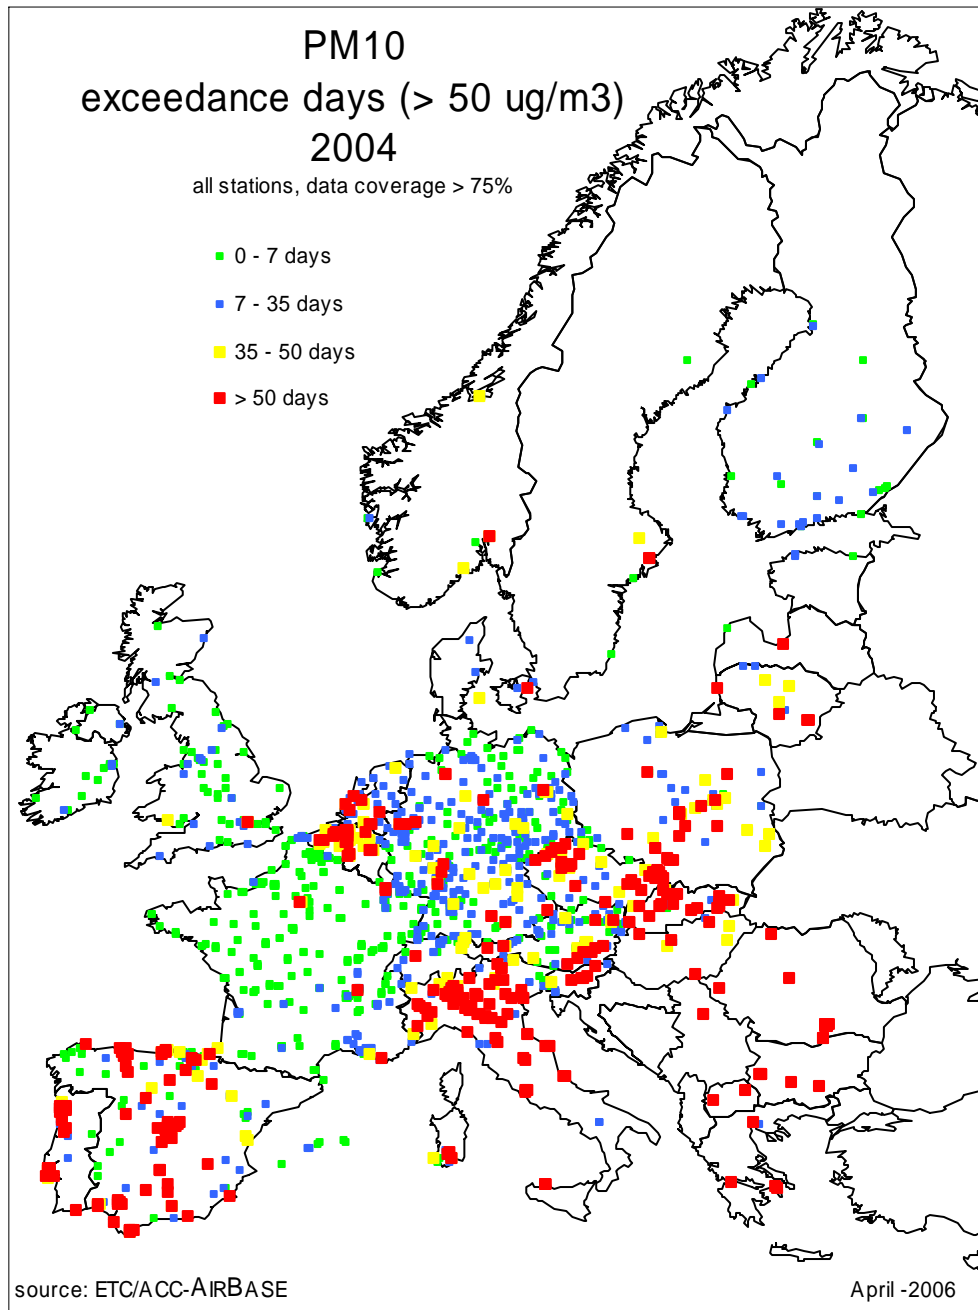 PM10
exceedance days (> 50 ug/m3)
2004
all stations, data coverage > 75%
0 - 7 days
7 - 35 days
35 - 50 days
> 50 days
source: ETC/ACC-AIRBASE
April -2006